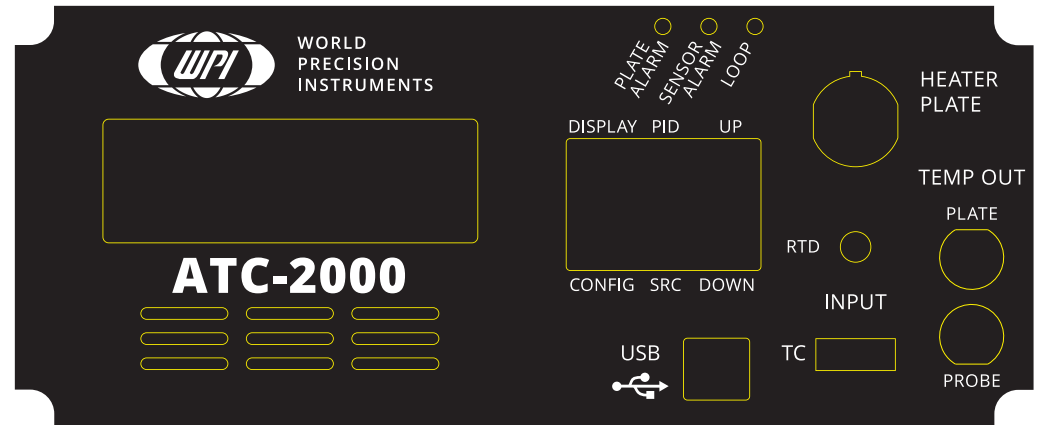 WPI
WORLD
PRECISION
INSTRUMENTS
ATC-2000
PLATE
ALARM
SENSOR
ALARM
LOOP
DISPLAY PID UP
CONFIG SRC DOWN
USB
HEATER
PLATE
TEMP OUT
PLATE
RTD
INPUT
TC
PROBE